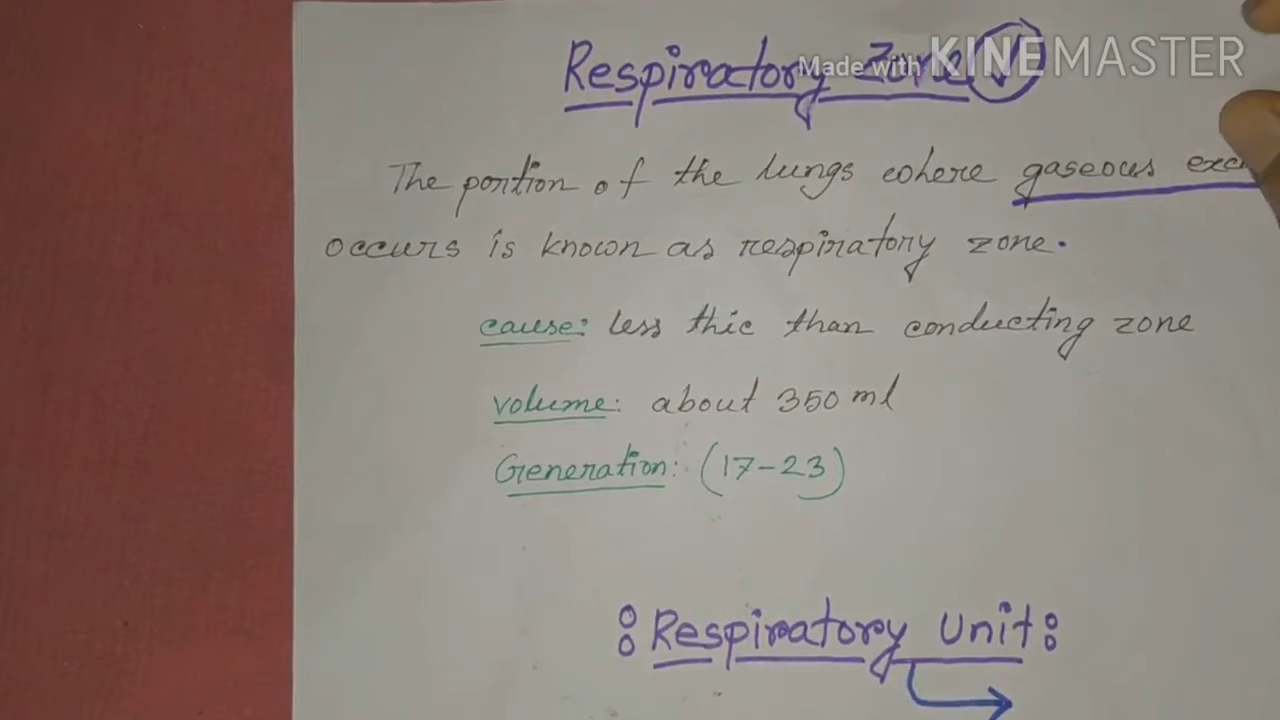 Respiratory Zone
Made with KINEMASTER
The portion of the lungs where gaseous exc
occurs is known as respiratory zone.
cause: less thic than conducting zone
volume: about 350 ml
Generation: (17-23)
:Respiratory Unit: